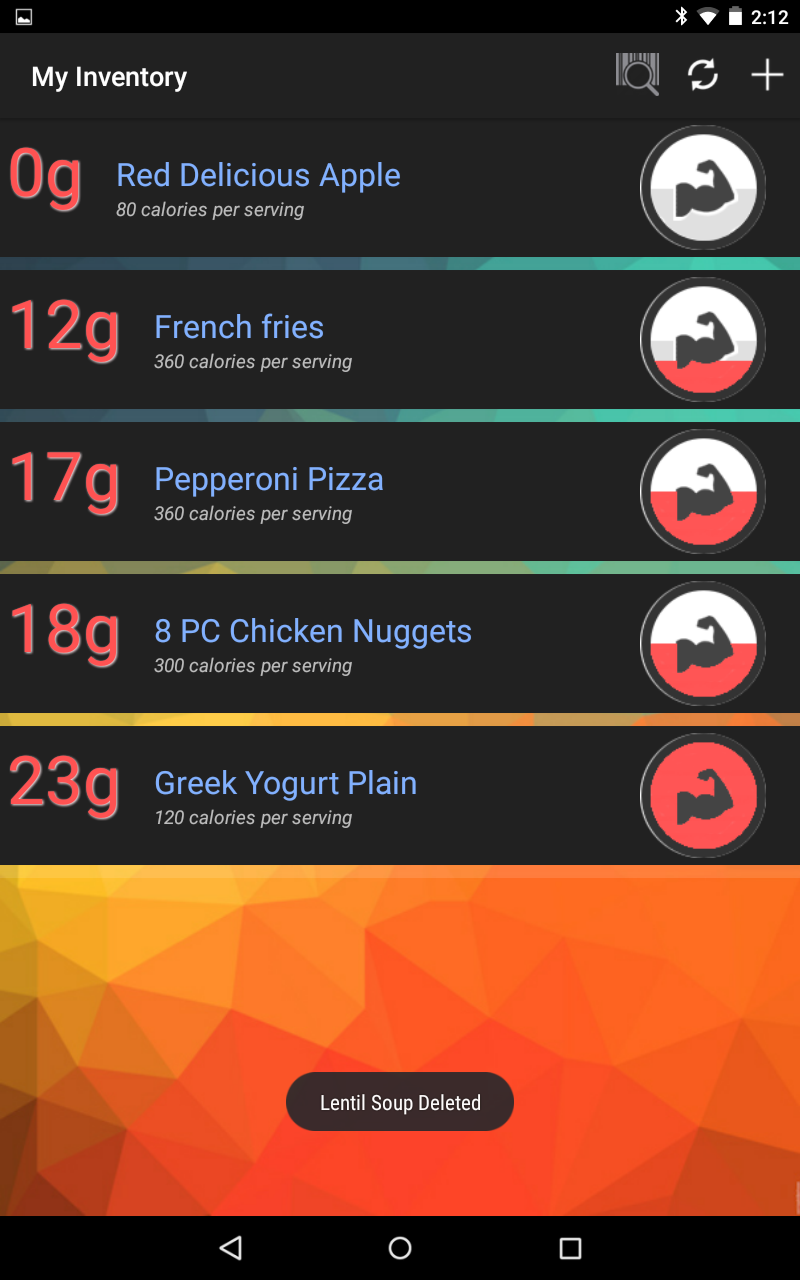 2:12
My Inventory
0g
Red Delicious Apple
80 calories per serving
12g
French fries
360 calories per serving
17g
Pepperoni Pizza
360 calories per serving
18g
8 PC Chicken Nuggets
300 calories per serving
23g
Greek Yogurt Plain
120 calories per serving
Lentil Soup Deleted